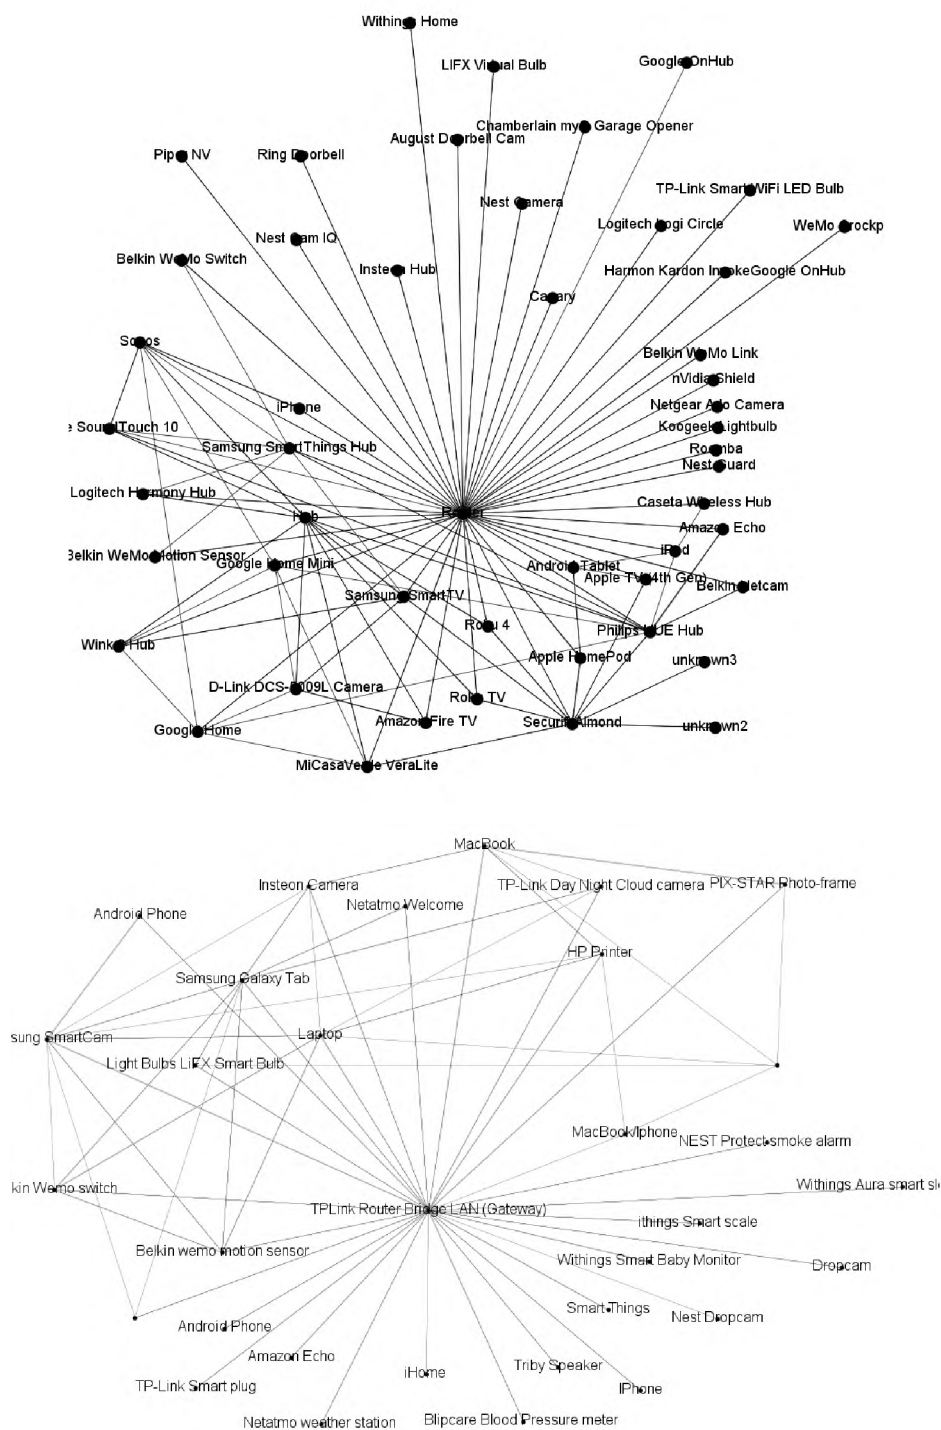 Withings Home
LIFX Virtual Bulb
Google OnHub
Chamberlain myq Garage Opener
August Doorbell Cam
Piper NV
Ring Doorbell
TP-Link Smart WiFi LED Bulb
Nest Camera
Logitech Logi Circle
WeMo Crockp
Nest Cam IQ
Belkin WeMo Switch
Insteon Hub
Harmon Kardon InvokeGoogle OnHub
Canary
Sonos
Belkin WeMo Link
nVidia Shield
iPhone
Netgear Arlo Camera
e SoundTouch 10
Koogeek Lightbulb
Samsung SmartThings Hub
Roomba
Nest Guard
Logitech Harmony Hub
Caseta Wireless Hub
Hub
Router
Amazon Echo
Belkin WeMo Motion Sensor
iPod
Google Home Mini
Android Tablet
Apple TV (4th Gen)
Belkin Netcam
Samsung SmartTV
Roku 4
Philips HUE Hub
Wink 2 Hub
Apple HomePod
unknown3
D-Link DCS-5009L Camera
Roku TV
Google Home
Amazon Fire TV
Securifi Almond
unknown2
MiCasaVerde VeraLite
MacBook
Insteon Camera
TP-Link Day Night Cloud camera
PIX-STAR Photo-frame
Netatmo Welcome
Android Phone
HP Printer
Samsung Galaxy Tab
sung SmartCam
Laptop
Light Bulbs LiFX Smart Bulb
MacBook/Iphone
NEST Protect smoke alarm
kin Wemo switch
Withings Aura smart sle
TPLink Router Bridge LAN (Gateway)
ithings Smart scale
Belkin wemo motion sensor
Withings Smart Baby Monitor
Dropcam
Smart Things
Nest Dropcam
Android Phone
Amazon Echo
iHome
Triby Speaker
TP-Link Smart plug
IPhone
Netatmo weather station
Blipcare Blood Pressure meter